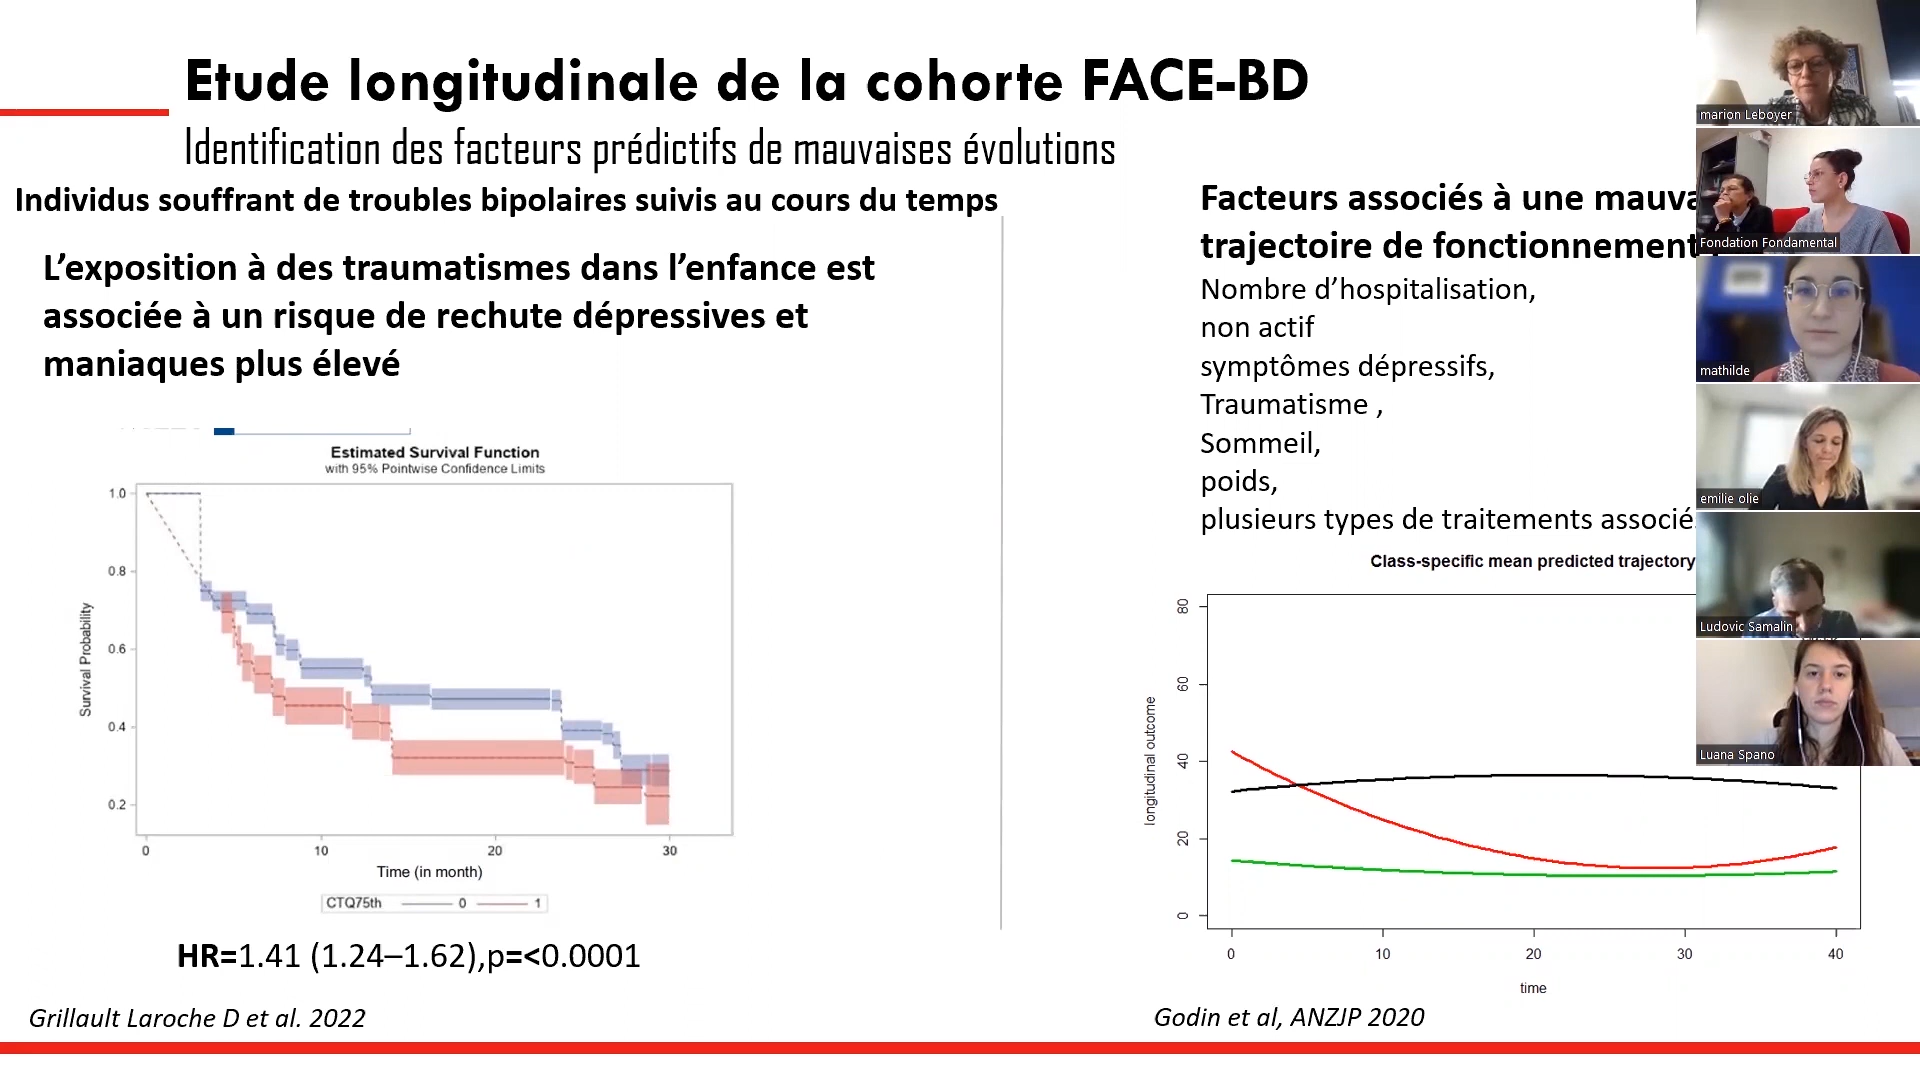 Etude longitudinale de la cohorte FACE-BD
Identification des facteurs prédictifs de mauvaises évolutions
Individus souffrant de troubles bipolaires suivis au cours du temps
L’exposition à des traumatismes dans l’enfance est
associée à un risque de rechute dépressives et
maniaques plus élevé
Estimated Survival Function
with 95% Pointwise Confidence Limits
1.0
0.8
0.6
0.4
0.2
Survival Probability
0 10 20 30
Time (in month)
CTQ75th 0 1
HR=1.41 (1.24–1.62),p=<0.0001
Grillault Laroche D et al. 2022
Facteurs associés à une
trajectoire de fonctionnement
Nombre d’hospitalisation,
non actif
symptômes dépressifs,
Traumatisme ,
Sommeil,
poids,
plusieurs types de traitements
Class-specific mean predicted trajectory
80
60
40
20
0
longitudinal outcome
0 10 20 30 40
time
Godin et al, ANZJP 2020
marion Leboyer
Fondation Fondamental
mathilde
emilie olie
Ludovic Samalin
Luana Spano